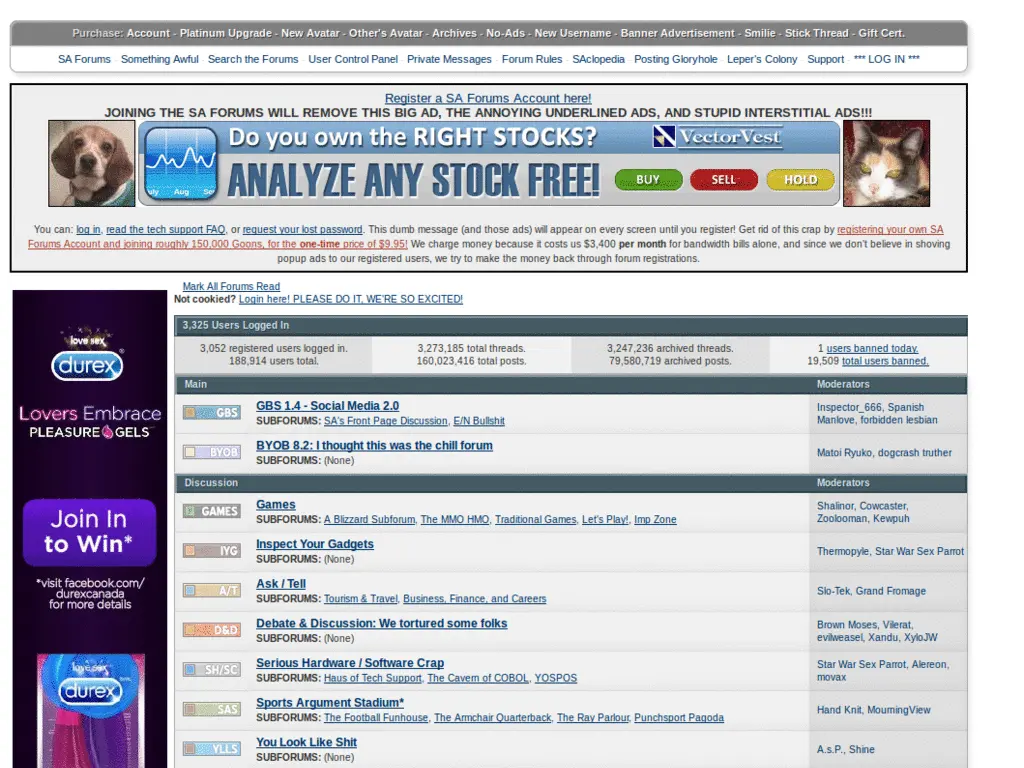 Purchase: Account - Platinum Upgrade - New Avatar - Other's Avatar - Archives - No-Ads - New Username - Banner Advertisement - Smilie - Stick Thread - Gift Cert.
SA Forums Something Awful Search the Forums User Control Panel Private Messages Forum Rules SAclopedia Posting Gloryhole Leper's Colony Support *** LOG IN ***
Register a SA Forums Account here!
JOINING THE SA FORUMS WILL REMOVE THIS BIG AD, THE ANNOYING UNDERLINED ADS, AND STUPID INTERSTITIAL ADS!!!
Do you own the RIGHT STOCKS? VectorVest
ANALYZE ANY STOCK FREE! BUY SELL HOLD
uly Aug Se
You can: log in, read the tech support FAQ, or request your lost password. This dumb message (and those ads) will appear on every screen until you register! Get rid of this crap by registering your own SA
Forums Account and joining roughly 150,000 Goons, for the one-time price of $9.95! We charge money because it costs us $3,400 per month for bandwidth bills alone, and since we don't believe in shoving
popup ads to our registered users, we try to make the money back through forum registrations.
Mark All Forums Read
Not cookied? Login here! PLEASE DO IT, WE'RE SO EXCITED!
love sex
durex
Lovers Embrace
PLEASURE GELS
Join In
to Win*
*visit facebook.com/
durexcanada
for more details
love sex
durex
3,325 Users Logged In
3,052 registered users logged in. 3,273,185 total threads. 3,247,236 archived threads. 1 users banned today.
188,914 users total. 160,023,416 total posts. 79,580,719 archived posts. 19,509 total users banned.
Main Moderators
GBS GBS 1.4 - Social Media 2.0
SUBFORUMS: SA's Front Page Discussion, E/N Bullshit
Inspector_666, Spanish
Manlove, forbidden lesbian
BYOB BYOB 8.2: I thought this was the chill forum
SUBFORUMS: (None)
Matoi Ryuko, dogcrash truther
Discussion Moderators
GAMES Games
SUBFORUMS: A Blizzard Subforum, The MMO HMO, Traditional Games, Let's Play!, Imp Zone
Shalinor, Cowcaster,
Zoolooman, Kewpuh
IYG Inspect Your Gadgets
SUBFORUMS: (None)
Thermopyle, Star War Sex Parrot
A/T Ask / Tell
SUBFORUMS: Tourism & Travel, Business, Finance, and Careers
Slo-Tek, Grand Fromage
D&D Debate & Discussion: We tortured some folks
SUBFORUMS: (None)
Brown Moses, Vilerat,
evilweasel, Xandu, XyloJW
SH/SC Serious Hardware / Software Crap
SUBFORUMS: Haus of Tech Support, The Cavern of COBOL, YOSPOS
Star War Sex Parrot, Alereon,
movax
SAS Sports Argument Stadium*
SUBFORUMS: The Football Funhouse, The Armchair Quarterback, The Ray Parlour, Punchsport Pagoda
Hand Knit, MourningView
YLLS You Look Like Shit
SUBFORUMS: (None)
A.s.P., Shine